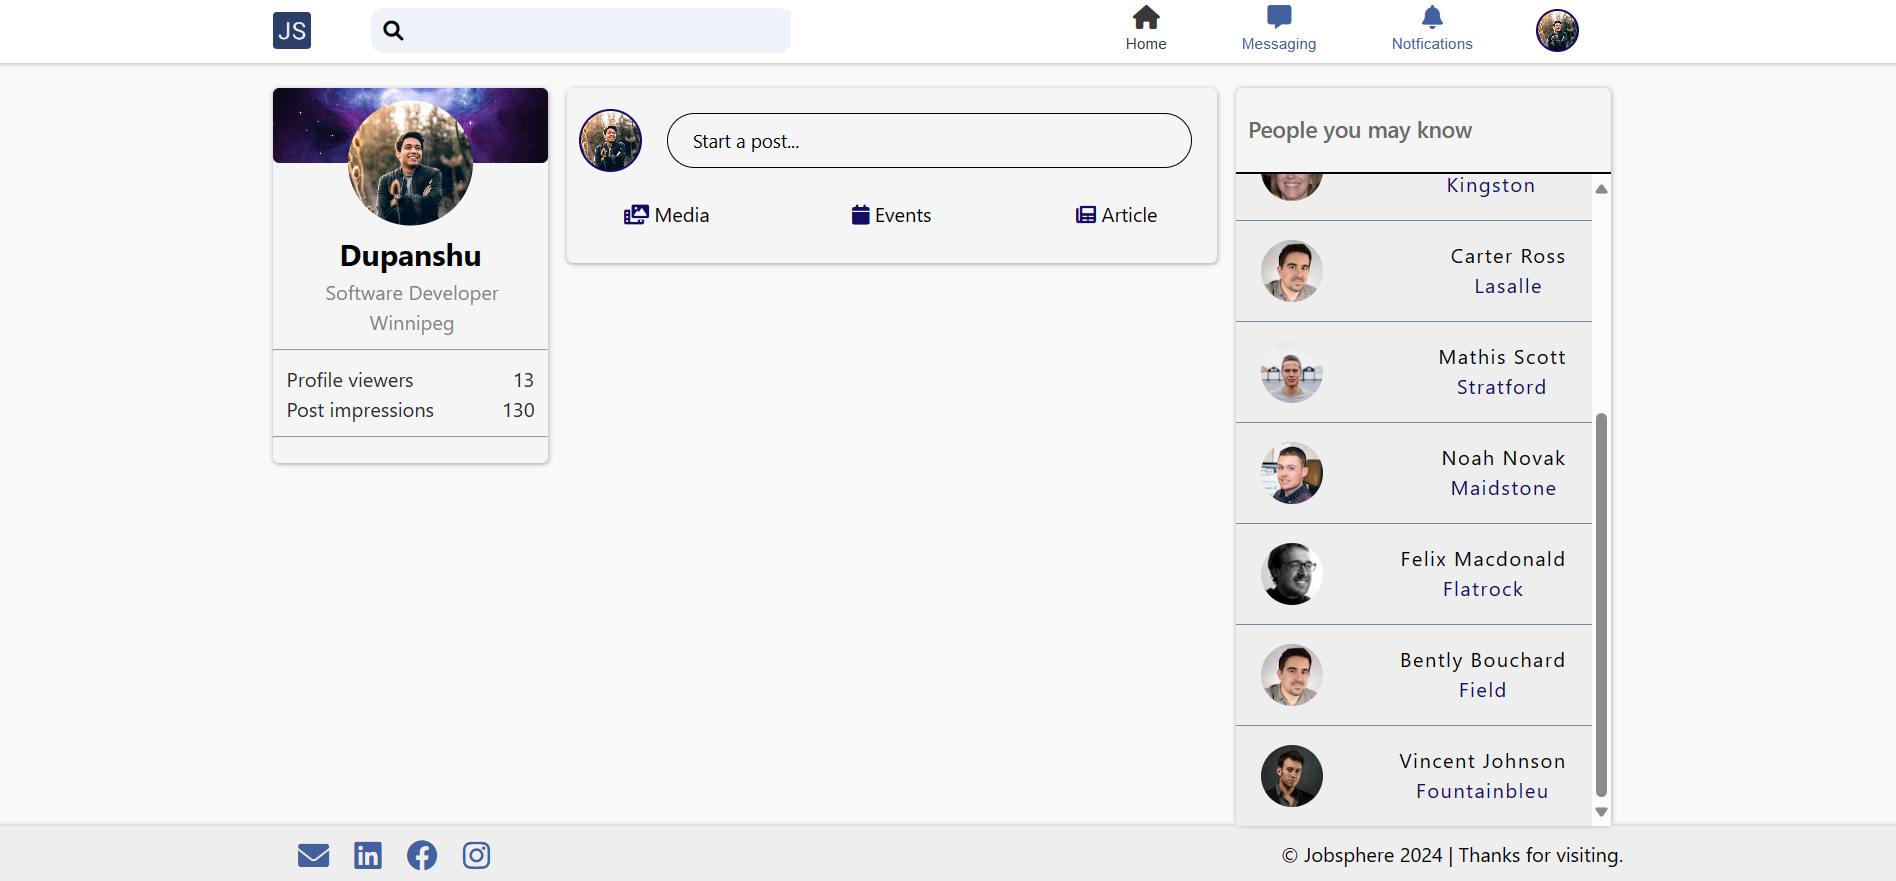 JS
Home
Messaging
Notfications
Dupanshu
Software Developer
Winnipeg
Profile viewers 13
Post impressions 130
Start a post...
Media
Events
Article
People you may know
Kingston
Carter Ross
Lasalle
Mathis Scott
Stratford
Noah Novak
Maidstone
Felix Macdonald
Flatrock
Bently Bouchard
Field
Vincent Johnson
Fountainbleu
© Jobsphere 2024 | Thanks for visiting.